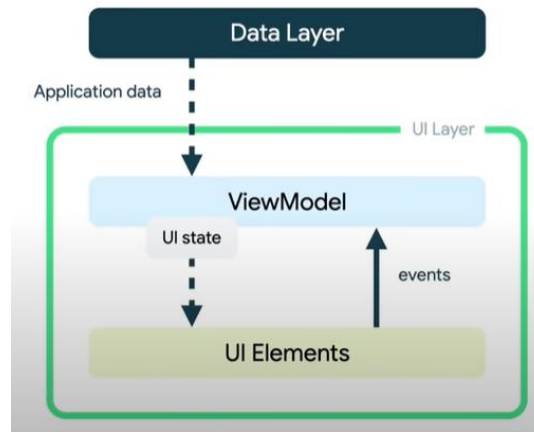 Data Layer
Application data
UI Layer
ViewModel
UI state
events
UI Elements